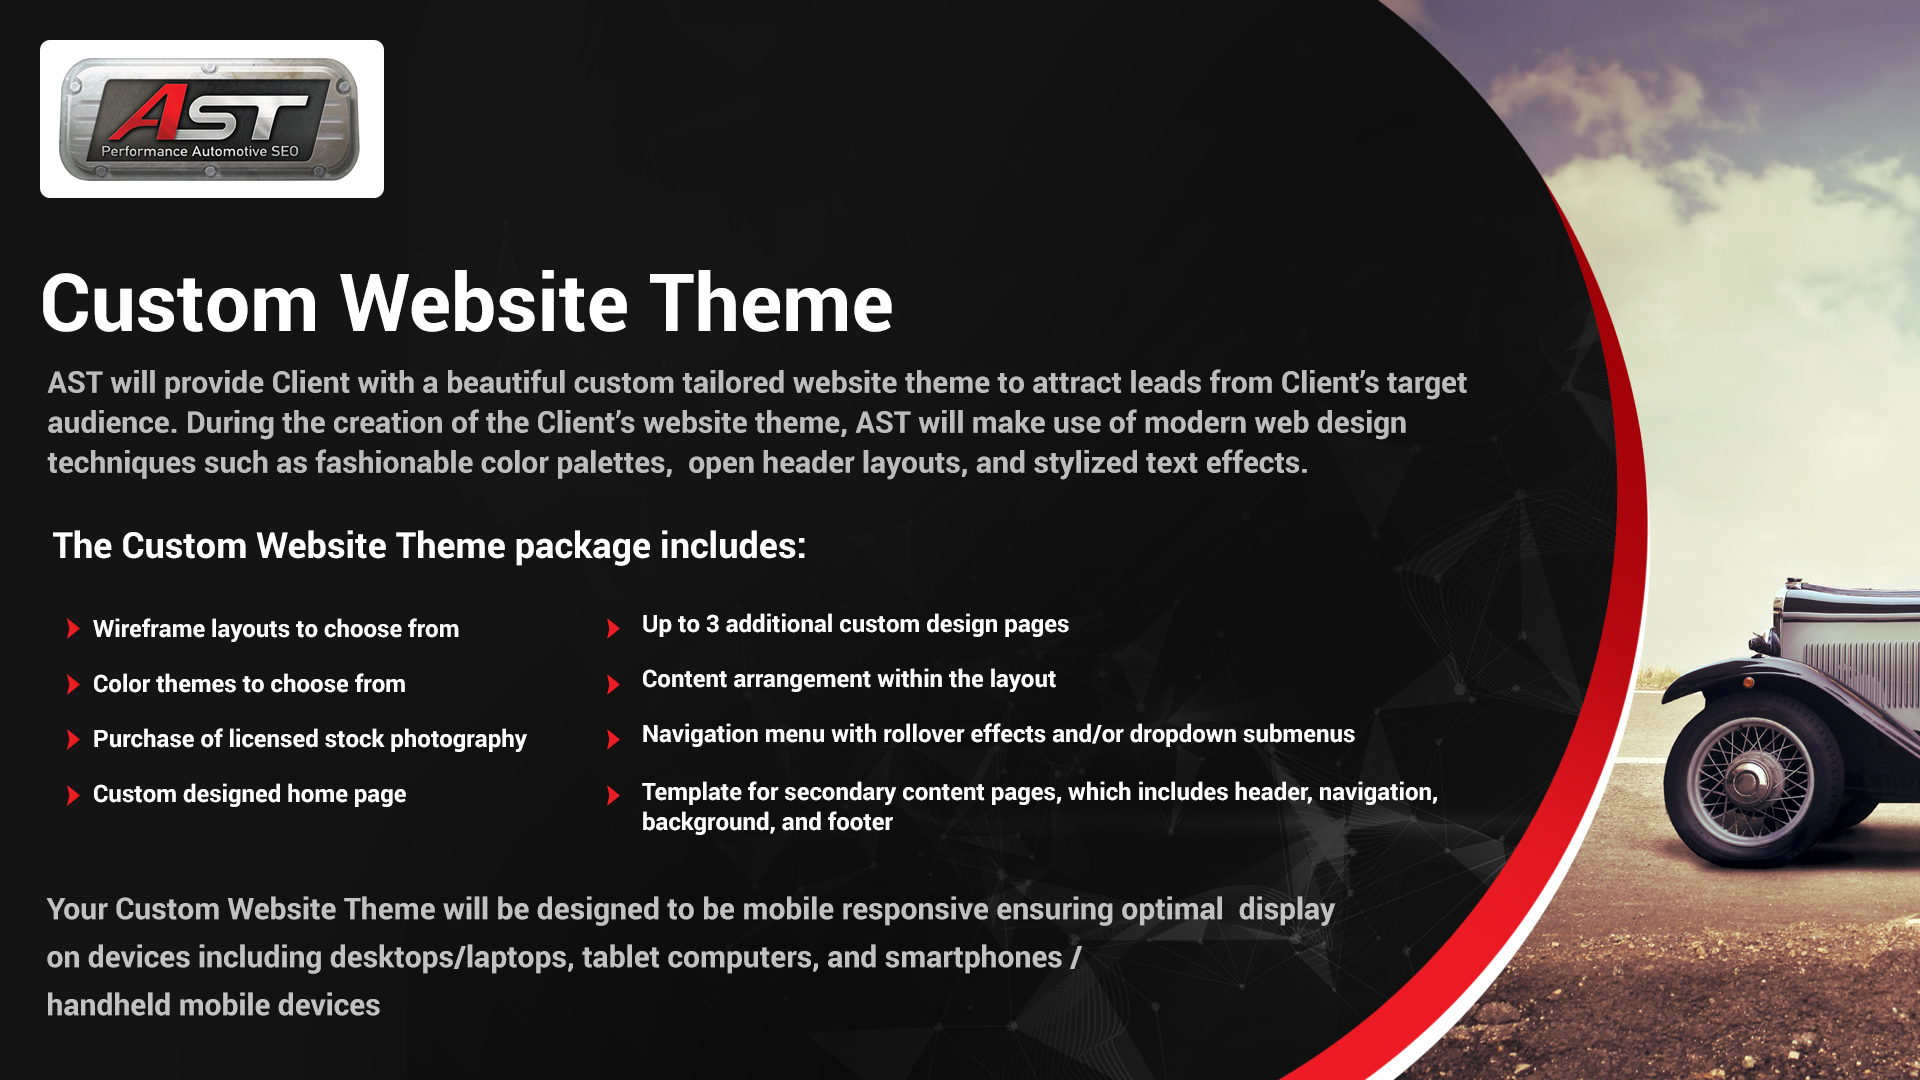 AST
Performance Automotive SEO
Custom Website Theme
AST will provide Client with a beautiful custom tailored website theme to attract leads from Client’s target
audience. During the creation of the Client’s website theme, AST will make use of modern web design
techniques such as fashionable color palettes,  open header layouts, and stylized text effects.
The Custom Website Theme package includes:
Wireframe layouts to choose from
Color themes to choose from
Purchase of licensed stock photography
Custom designed home page
Up to 3 additional custom design pages
Content arrangement within the layout
Navigation menu with rollover effects and/or dropdown submenus
Template for secondary content pages, which includes header, navigation,
background, and footer
Your Custom Website Theme will be designed to be mobile responsive ensuring optimal  display
on devices including desktops/laptops, tablet computers, and smartphones /
handheld mobile devices